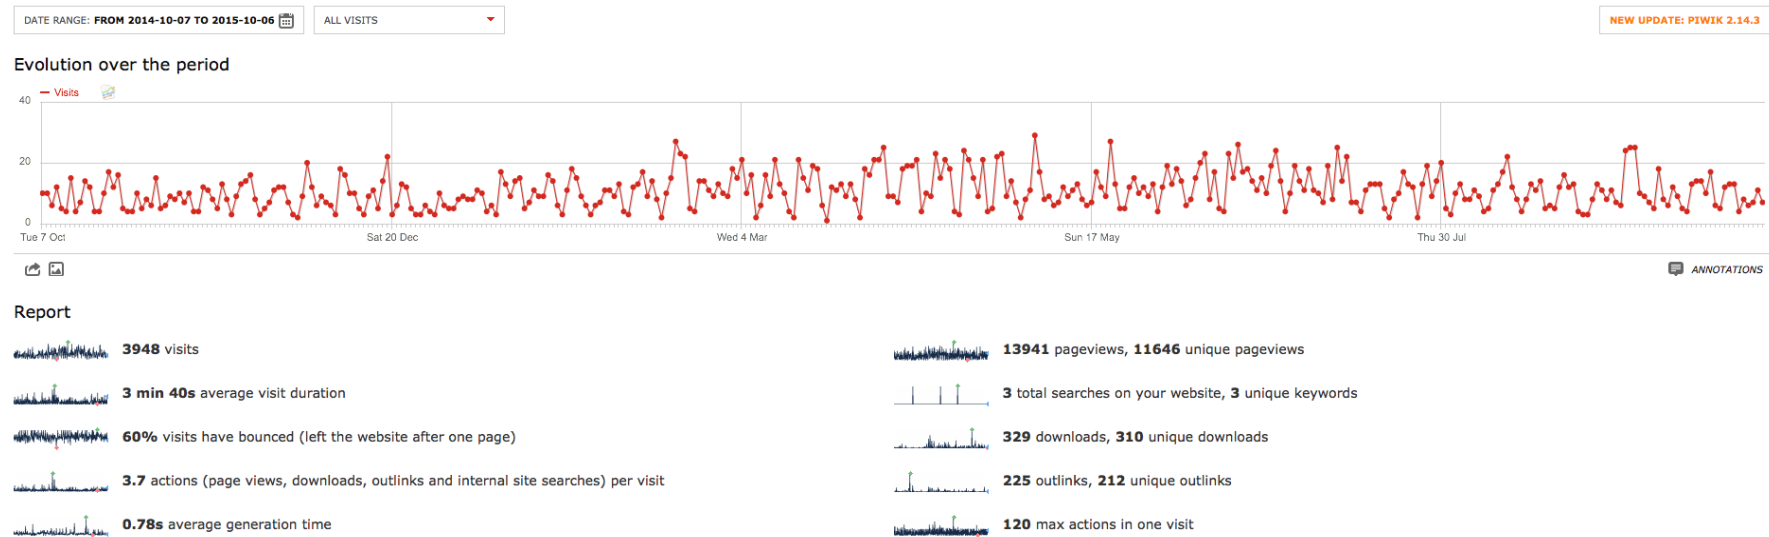 DATE RANGE: FROM 2014-10-07 TO 2015-10-06
ALL VISITS
NEW UPDATE: PIWIK 2.14.3
Evolution over the period
Visits
40
20
0
Tue 7 Oct
Sat 20 Dec
Wed 4 Mar
Sun 17 May
Thu 30 Jul
ANNOTATIONS
Report
3948 visits
13941 pageviews, 11646 unique pageviews
3 min 40s average visit duration
3 total searches on your website, 3 unique keywords
60% visits have bounced (left the website after one page)
329 downloads, 310 unique downloads
3.7 actions (page views, downloads, outlinks and internal site searches) per visit
225 outlinks, 212 unique outlinks
0.78s average generation time
120 max actions in one visit